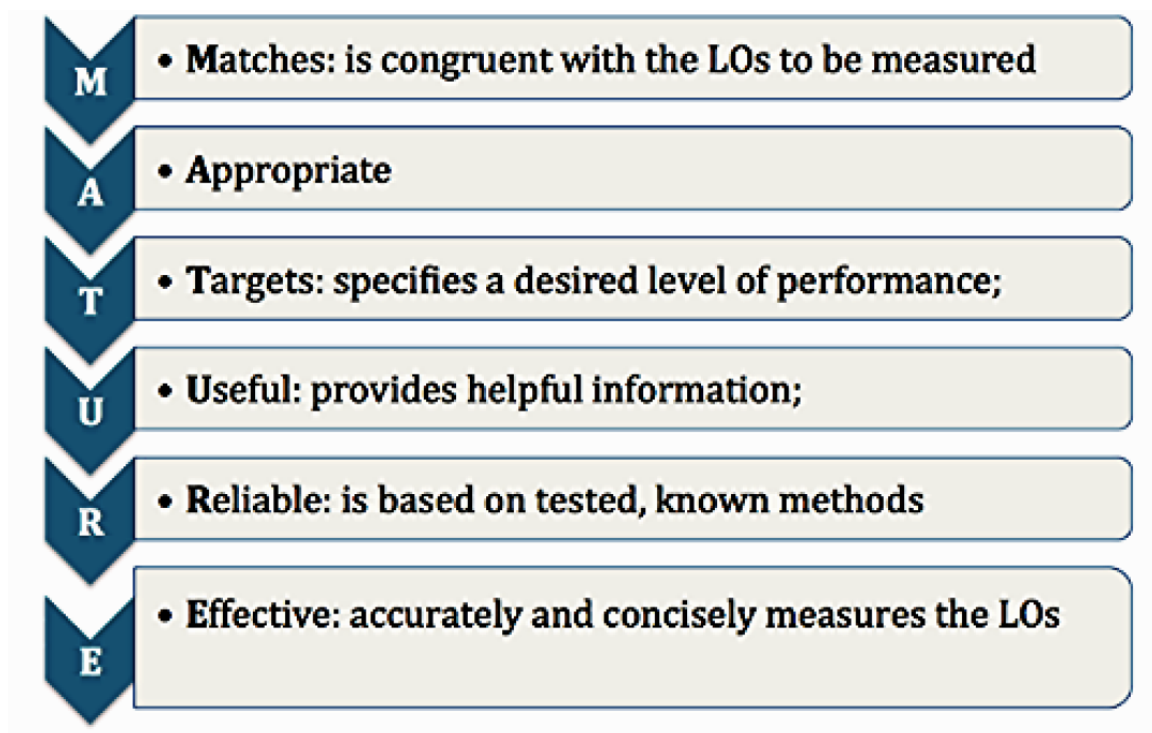 M
• Matches: is congruent with the LOs to be measured
A
• Appropriate
T
• Targets: specifies a desired level of performance;
U
• Useful: provides helpful information;
R
• Reliable: is based on tested, known methods
E
• Effective: accurately and concisely measures the LOs